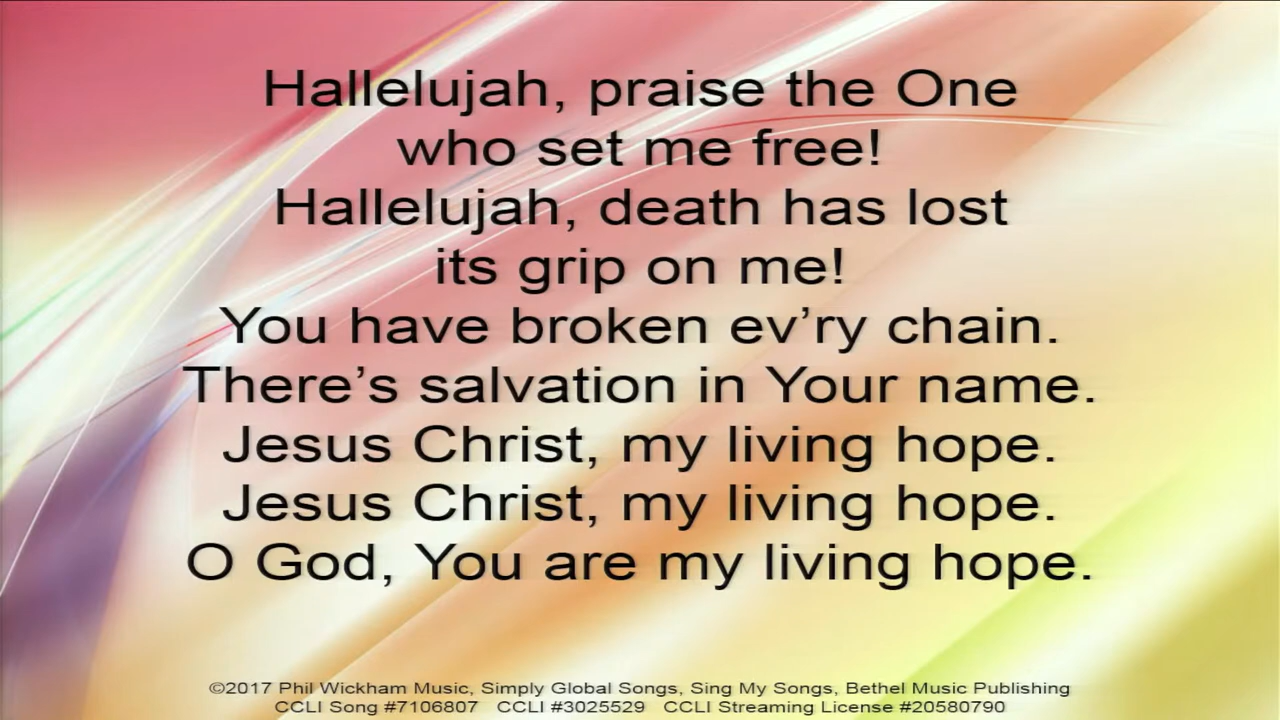 Hallelujah, praise the One
who set me free!
Hallelujah, death has lost
its grip on me!
You have broken ev’ry chain.
There’s salvation in Your name.
Jesus Christ, my living hope.
Jesus Christ, my living hope.
O God, You are my living hope.
©2017 Phil Wickham Music, Simply Global Songs, Sing My Songs, Bethel Music Publishing
CCLI Song #7106807   CCLI #3025529   CCLI Streaming License #20580790